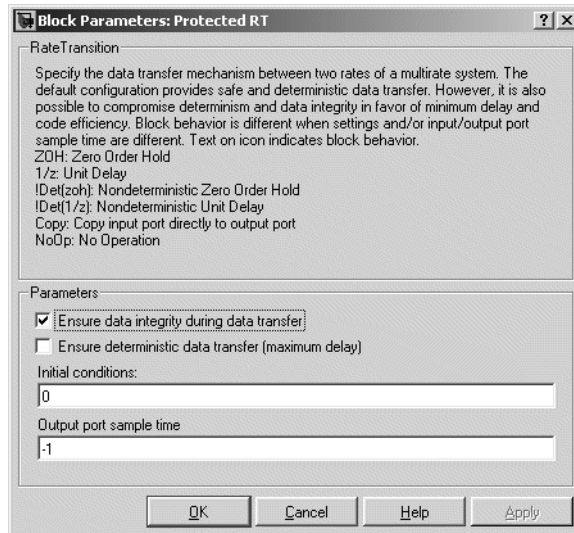 Block Parameters: Protected RT
RateTransition
Specify the data transfer mechanism between two rates of a multirate system. The
default configuration provides safe and deterministic data transfer. However, it is also
possible to compromise determinism and data integrity in favor of minimum delay and
code efficiency. Block behavior is different when settings and/or input/output port
sample time are different. Text on icon indicates block behavior.
ZOH: Zero Order Hold
1/z: Unit Delay
!Det(zoh): Nondeterministic Zero Order Hold
!Det(1/z): Nondeterministic Unit Delay
Copy: Copy input port directly to output port
NoOp: No Operation
Parameters
Ensure data integrity during data transfer
Ensure deterministic data transfer (maximum delay)
Initial conditions:
0
Output port sample time
-1
OK Cancel Help Apply